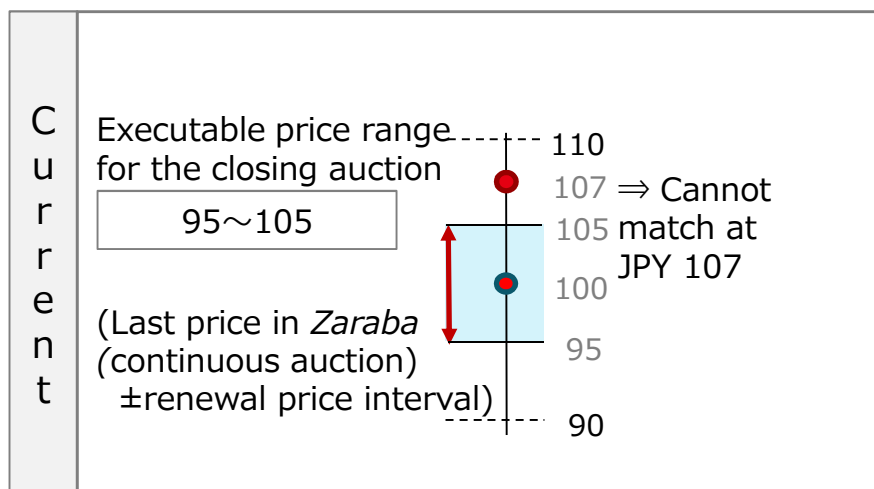 Current
Executable price range
for the closing auction
95～105
(Last price in Zaraba
(continuous auction)
±renewal price interval)
110
107 ⇒ Cannot
105 match at
JPY 107
100
95
90